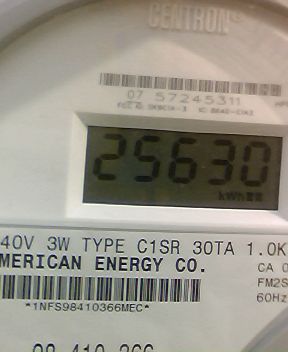 CENTRON®
07 57245311
25630
kWh
40V 3W TYPE C1SR 30TA 1.0K
MERICAN ENERGY CO.
CA 0
FM2S
60Hz
*1NFS98410366MEC*